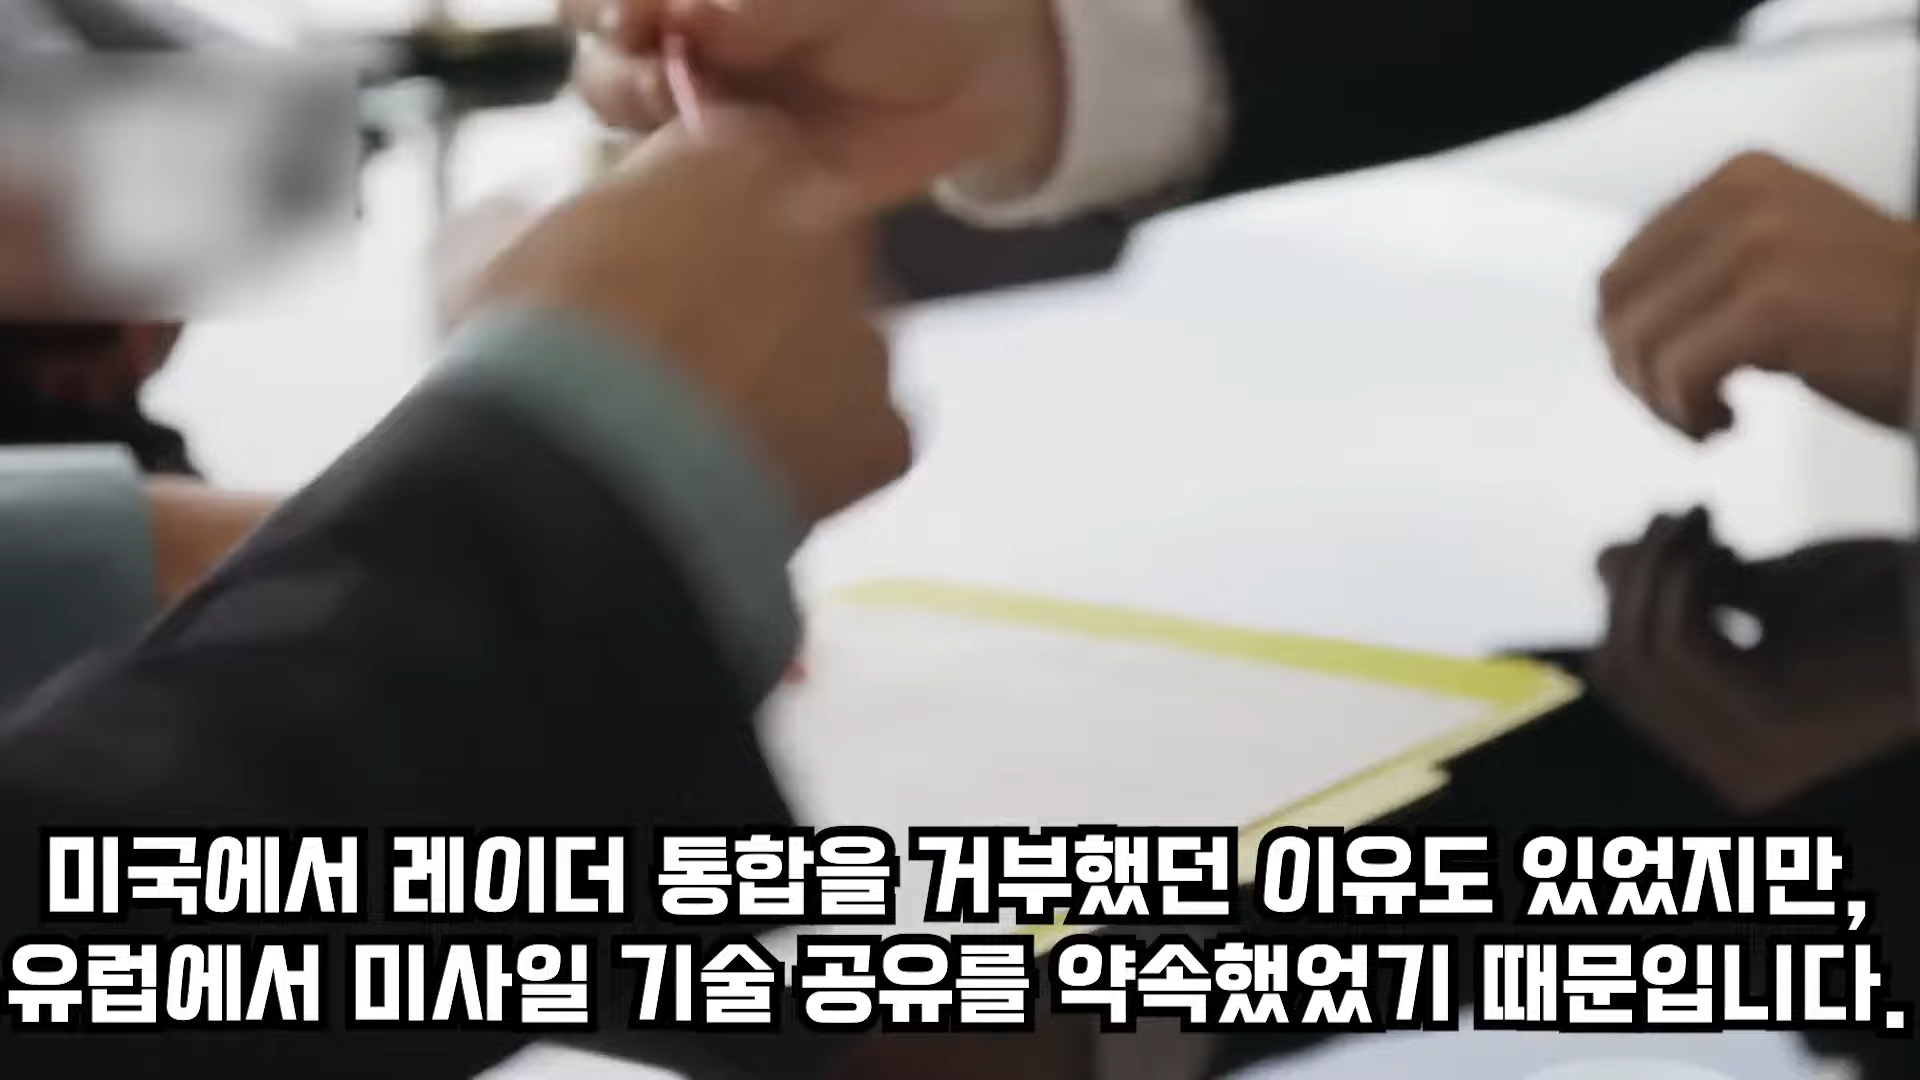 미국에서 레이더 통합을 거부했던 이유도 있었지만,
유럽에서 미사일 기술 공유를 약속했었기 때문입니다.